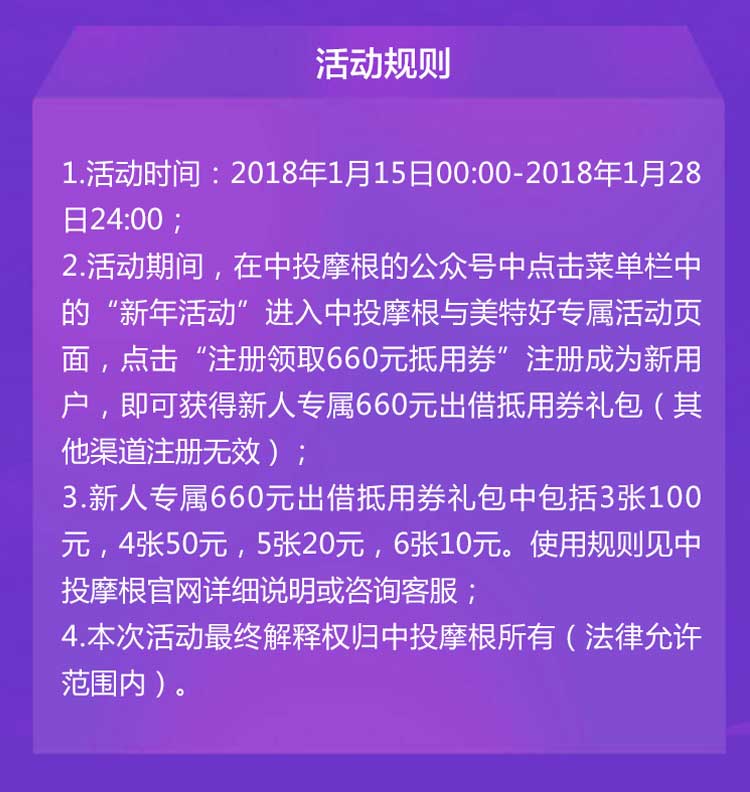 活动规则
1.活动时间：2018年1月15日00:00-2018年1月28
日24:00；
2.活动期间，在中投摩根的公众号中点击菜单栏中
的“新年活动”进入中投摩根与美特好专属活动页
面，点击“注册领取660元抵用券”注册成为新用
户，即可获得新人专属660元出借抵用券礼包（其
他渠道注册无效）；
3.新人专属660元出借抵用券礼包中包括3张100
元，4张50元，5张20元，6张10元。使用规则见中
投摩根官网详细说明或咨询客服；
4.本次活动最终解释权归中投摩根所有（法律允许
范围内）。